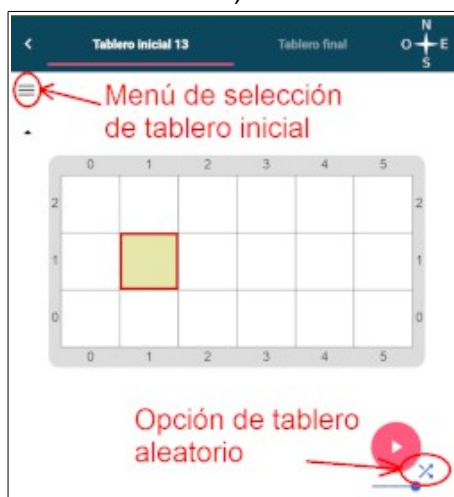 N
Tablero inicial 13
Tablero final
O E
S
Menú de selección
de tablero inicial
0 1 2 3 4 5
2 2
1 1
0 0
0 1 2 3 4 5
Opción de tablero
aleatorio